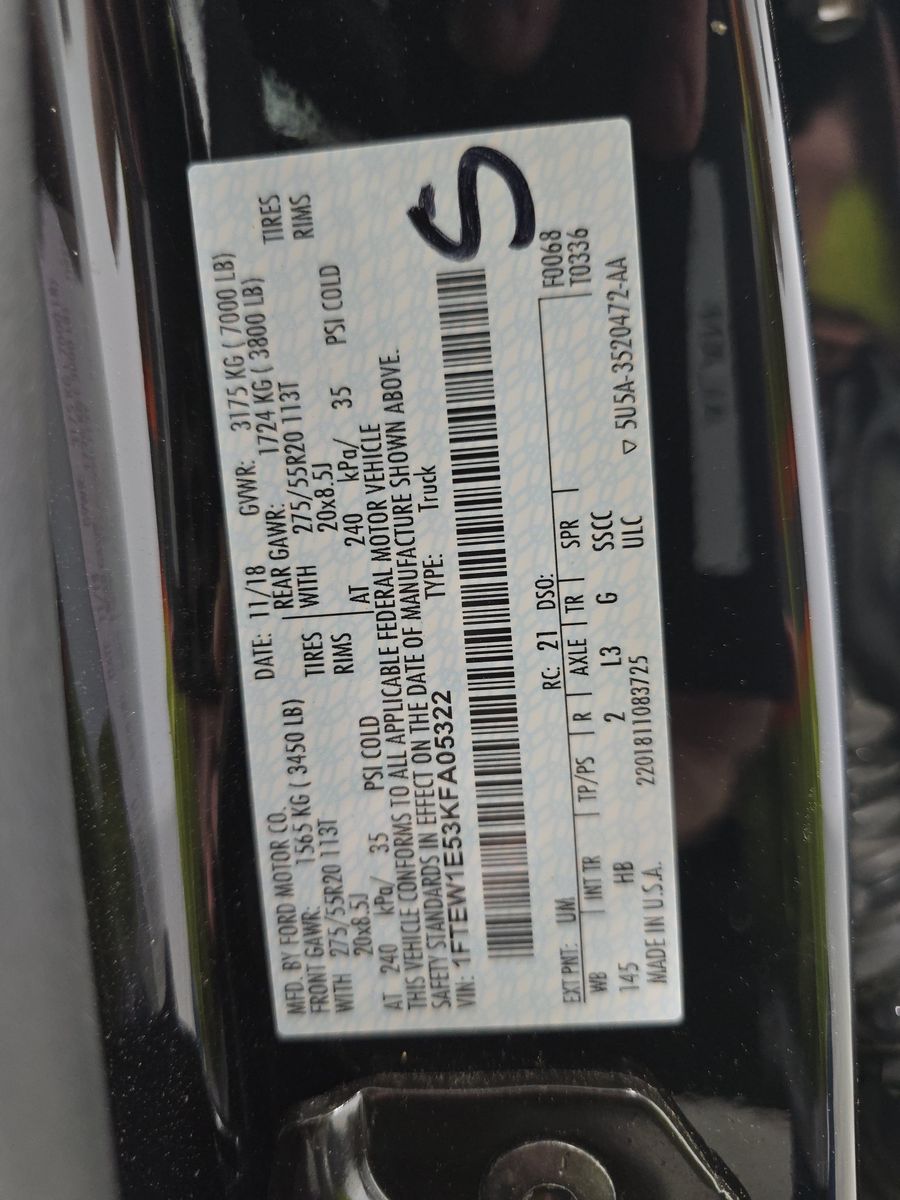 MFD. BY FORD MOTOR CO.
DATE: 11/18 GVWR: 3175 KG ( 7000 LB)
FRONT GAWR: 1565 KG ( 3450 LB)
REAR GAWR: 1724 KG ( 3800 LB)
WITH 275/55R20 113T TIRES
WITH 275/55R20 113T TIRES
20x8.5J RIMS
20x8.5J RIMS
AT 240 kPa/ 35 PSI COLD
AT 240 kPa/ 35 PSI COLD
THIS VEHICLE CONFORMS TO ALL APPLICABLE FEDERAL MOTOR VEHICLE
SAFETY STANDARDS IN EFFECT ON THE DATE OF MANUFACTURE SHOWN ABOVE.
VIN: 1FTEW1E53KFA05322 TYPE: Truck
S
EXT PNT: UM RC: 21 DSO: F0068
WB INT TR TP/PS R AXLE TR SPR T0336
145 HB 2 L3 G SSCC
MADE IN U.S.A. 2201811083725 ULC ▽ 5U5A-3520472-AA